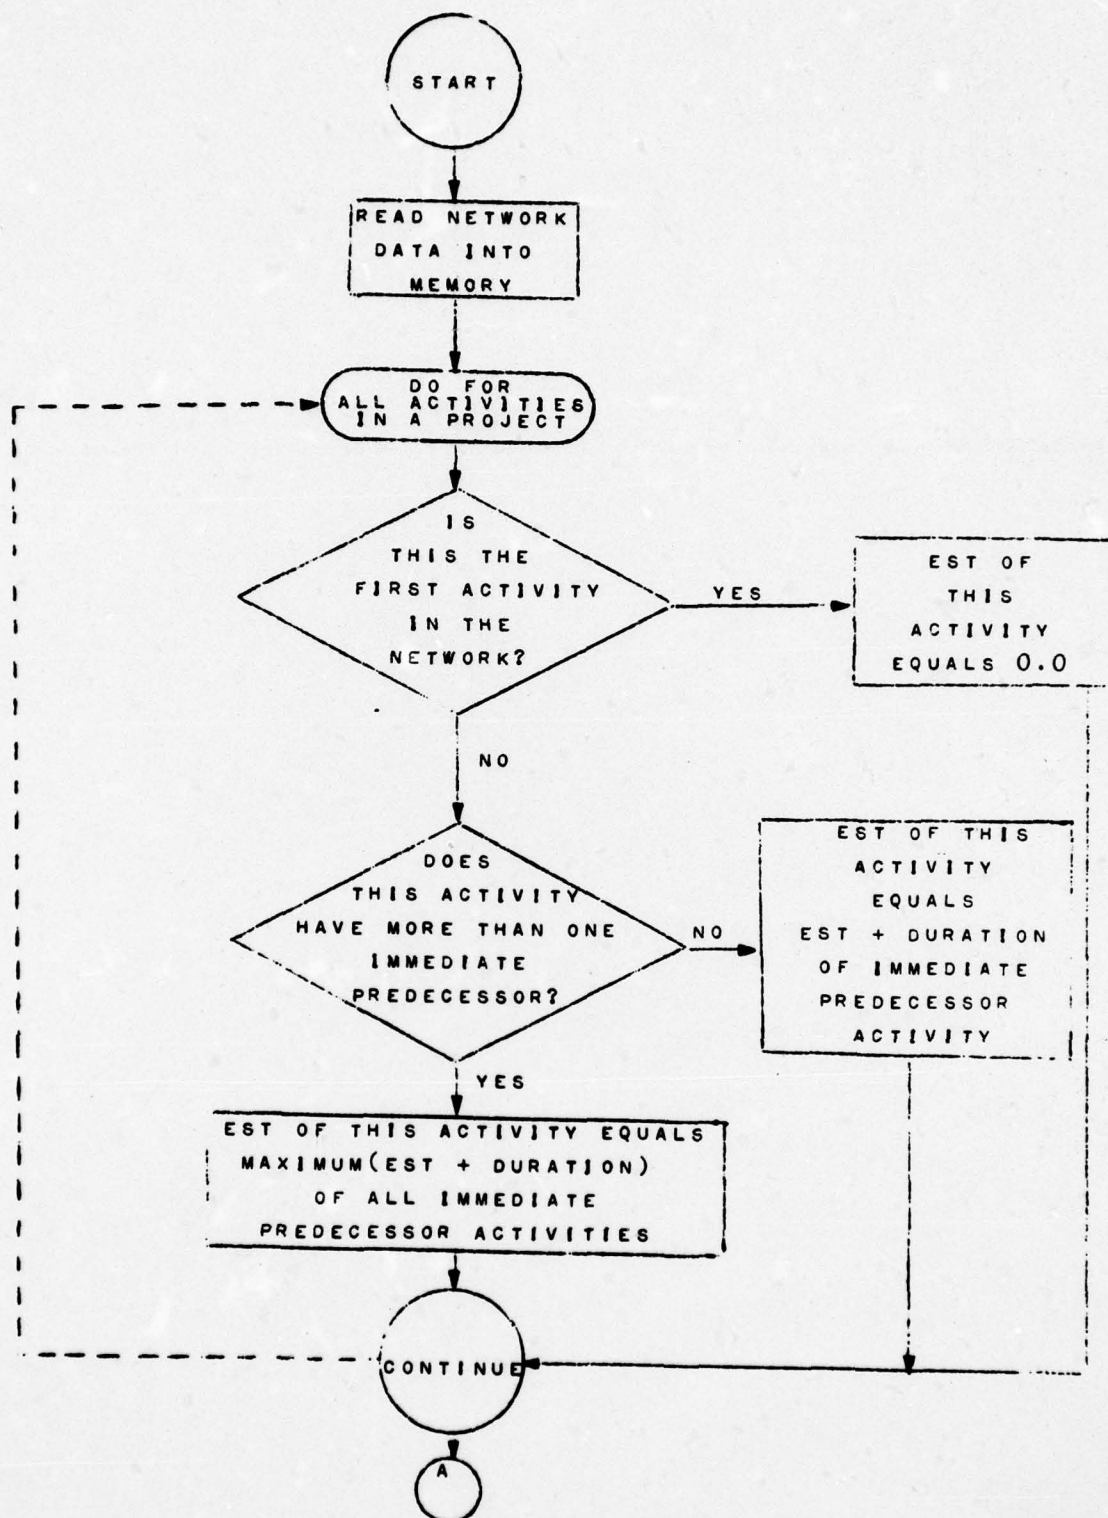 START
READ NETWORK
DATA INTO
MEMORY
DO FOR
ALL ACTIVITIES
IN A PROJECT
IS
THIS THE
FIRST ACTIVITY
IN THE
NETWORK?
YES
EST OF
THIS
ACTIVITY
EQUALS 0.0
NO
DOES
THIS ACTIVITY
HAVE MORE THAN ONE
IMMEDIATE
PREDECESSOR?
NO
EST OF THIS
ACTIVITY
EQUALS
EST + DURATION
OF IMMEDIATE
PREDECESSOR
ACTIVITY
YES
EST OF THIS ACTIVITY EQUALS
MAXIMUM(EST + DURATION)
OF ALL IMMEDIATE
PREDECESSOR ACTIVITIES
CONTINUE
A